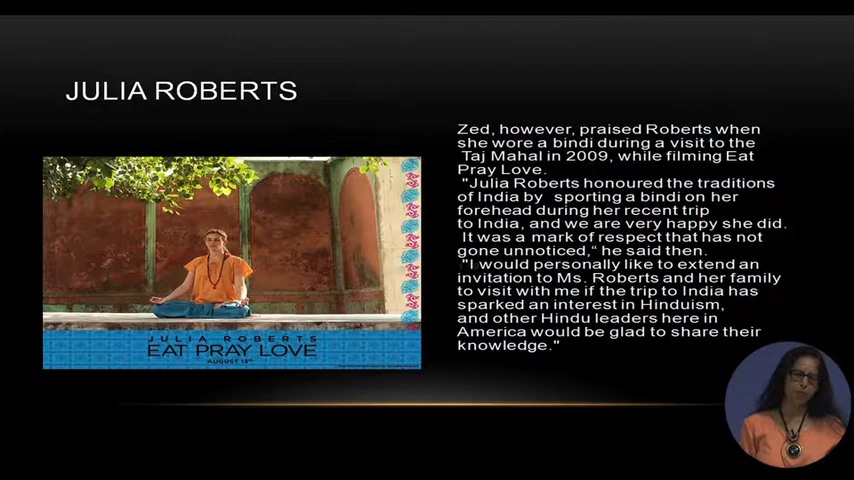 JULIA ROBERTS
Zed, however, praised Roberts when
she wore a bindi during a visit to the
Taj Mahal in 2009, while filming Eat
Pray Love.
"Julia Roberts honoured the traditions
of India by sporting a bindi on her
forehead during her recent trip
to India, and we are very happy she did.
It was a mark of respect that has not
gone unnoticed,“ he said then.
"I would personally like to extend an
invitation to Ms. Roberts and her family
to visit with me if the trip to India has
sparked an interest in Hinduism,
and other Hindu leaders here in
America would be glad to share their
knowledge."
JULIA ROBERTS
EAT PRAY LOVE